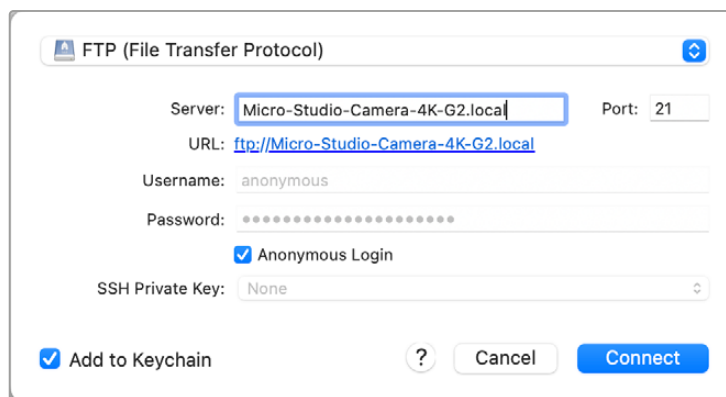 FTP (File Transfer Protocol)
Server: Micro-Studio-Camera-4K-G2.local Port: 21
URL: ftp://Micro-Studio-Camera-4K-G2.local
Username: anonymous
Password: ●●●●●●●●●●●●●●●●●●●●●
Anonymous Login
SSH Private Key: None
Add to Keychain ? Cancel Connect